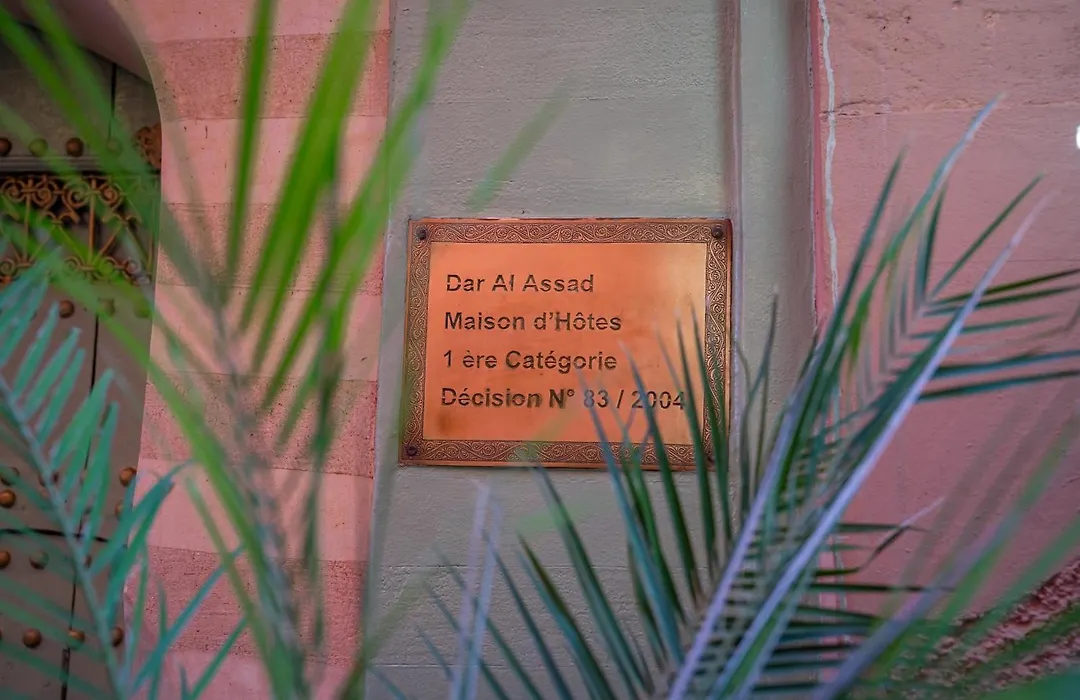 Dar Al Assad
Maison d'Hôtes
1 ère Catégorie
Décision N° 83 / 2004